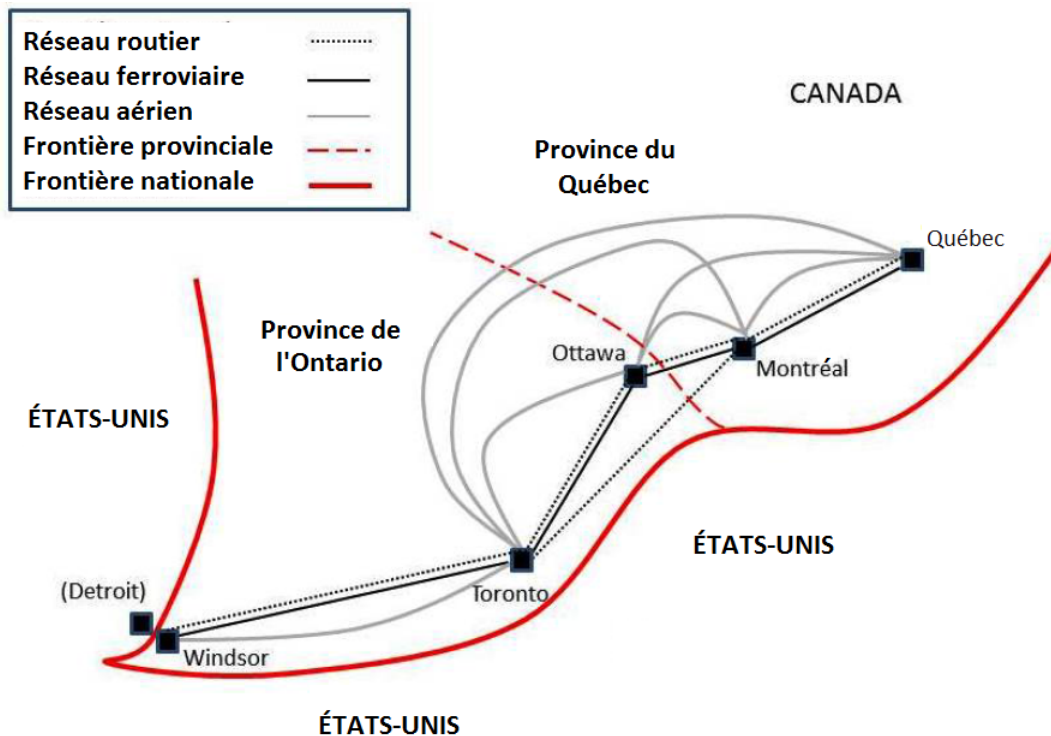 Réseau routier
Réseau ferroviaire
Réseau aérien
Frontière provinciale
Frontière nationale
CANADA
Province du
Québec
Québec
Province de
l'Ontario
Ottawa
Montréal
ÉTATS-UNIS
ÉTATS-UNIS
(Detroit)
Toronto
Windsor
ÉTATS-UNIS